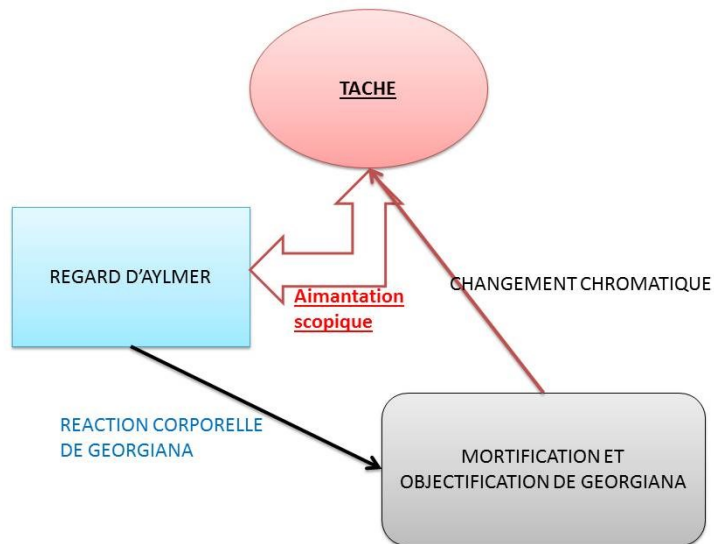 TACHE
REGARD D'AYLMER
Aimantation
scopique
CHANGEMENT CHROMATIQUE
REACTION CORPORELLE
DE GEORGIANA
MORTIFICATION ET
OBJECTIFICATION DE GEORGIANA